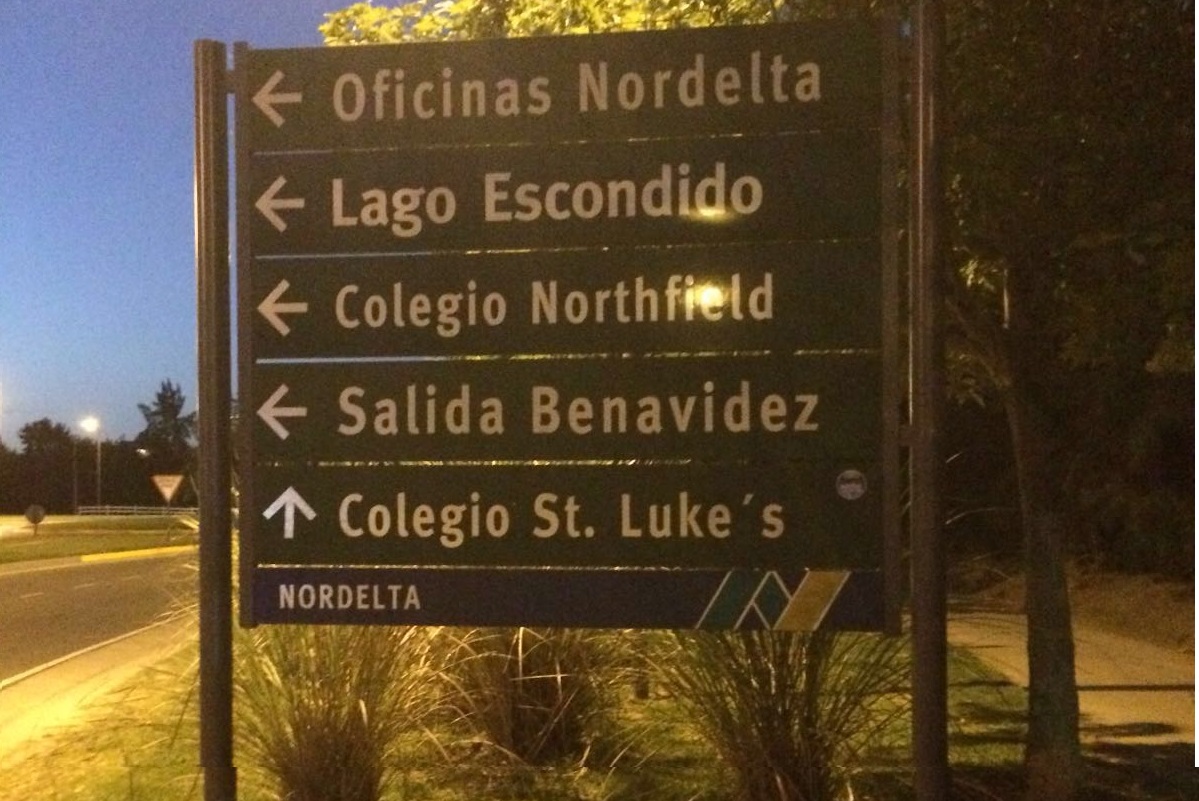 ← Oficinas Nordelta
← Lago Escondido
← Colegio Northfield
← Salida Benavidez
↑ Colegio St. Luke´s
NORDELTA